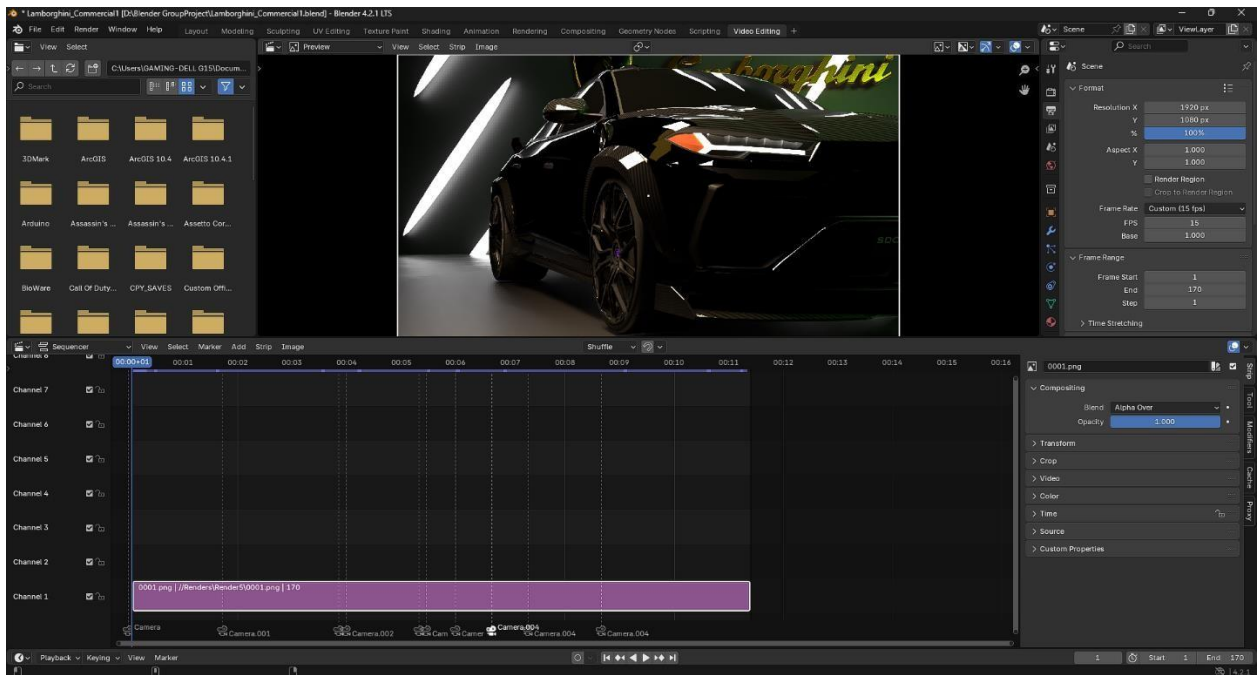 * Lamborghini_Commercial1 [D:\Blender GroupProject\Lamborghini_Commercial1.blend] - Blender 4.2.1 LTS
File Edit Render Window Help Layout Modeling Sculpting UV Editing Texture Paint Shading Animation Rendering Compositing Geometry Nodes Scripting Video Editing + Scene ViewLayer
View Select Preview View Select Strip Image Search
C:\Users\GAMING-DELL G15\Docum... Scene
Search Format
Resolution X 1920 px
Y 1080 px
% 100%
3DMark ArcGIS ArcGIS 10.4 ArcGIS 10.4.1
Aspect X 1.000
Y 1.000
Render Region
Crop to Render Region
Arduino Assassin's ... Assassin's ... Assetto Cor...
Frame Rate Custom (15 fps)
FPS 15
Base 1.000
Frame Range
Frame Start 1
BioWare Call Of Duty... CPY_SAVES Custom Offi...
End 170
Step 1
Time Stretching
Lamborghini
Sequencer View Select Marker Add Strip Image Shuffle
Channel 8 00:00+01 00:01 00:02 00:03 00:04 00:05 00:06 00:07 00:08 00:09 00:10 00:11 00:12 00:13 00:14 00:15 00:16
0001.png
Channel 7
Compositing
Blend Alpha Over
Channel 6
Opacity 1.000
Transform
Channel 5
Crop
Video
Channel 4
Color
Time
Channel 3
Source
Custom Properties
Channel 2
0001.png | //Renders\Render5\0001.png | 170
Channel 1
Camera Camera.001 Camera.002 Cam Camer Camera.004 Camera.004 Camera.004
Strip
Tool
Modifiers
Cache
Proxy
Playback Keying View Marker 1 Start 1 End 170
4.2.1